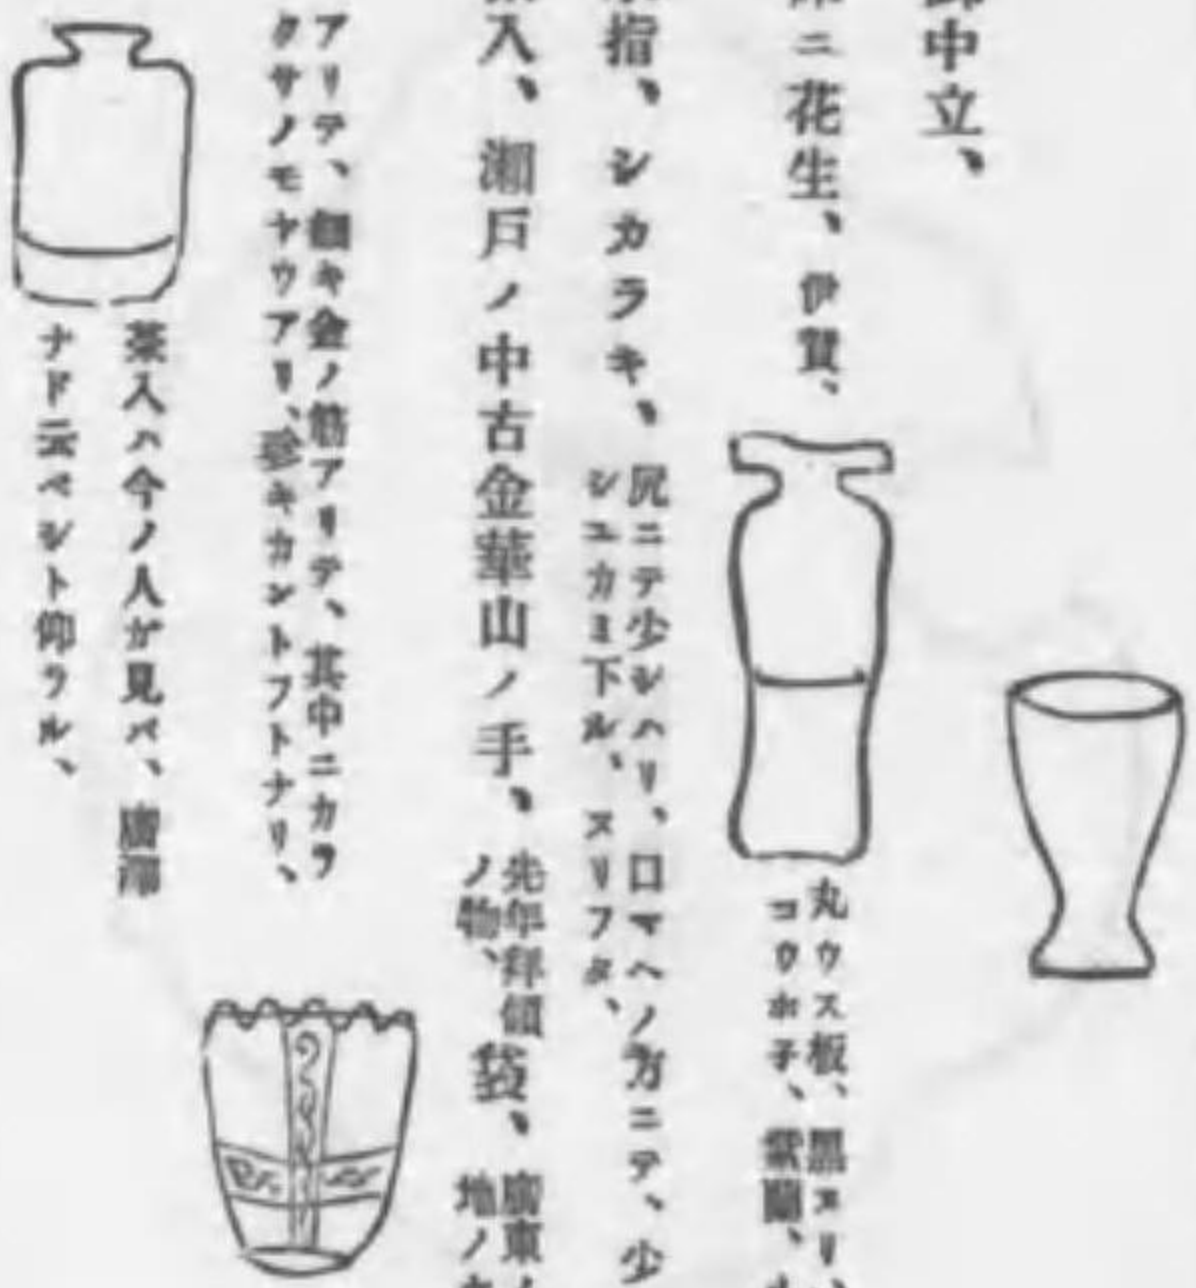 中立、
ニ花生、伊賀、
丸ウス板、黒ヌリ、
コウホ子、紫蘭、
指、シカラキ、
尻ニテ少シハリ、口マヘノ方ニテ、少
シユカミ下ル、スリフタ、
入、瀬戸ノ中古金華山ノ手、
先年拝領
ノ物、
袋、
廣東ノ
地ノ
アリテ、細キ金ノ筋アリテ、其中ニカラ
クサノモヤウアリ、珍キカントフトナリ、
茶入ハ今ノ人ガ見バ、廣澤
ナド云ベシト仰ラル、